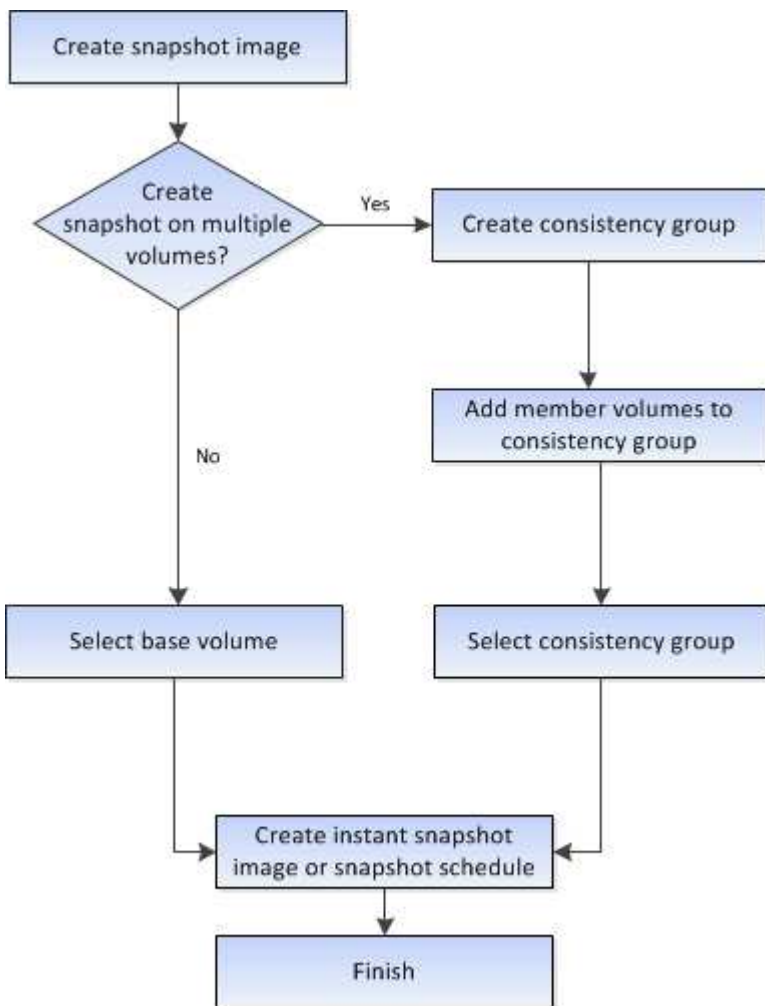 Create snapshot image
Create
snapshot on multiple
volumes?
Yes
Create consistency group
Add member volumes to
consistency group
No
Select base volume
Select consistency group
Create instant snapshot
image or snapshot schedule
Finish